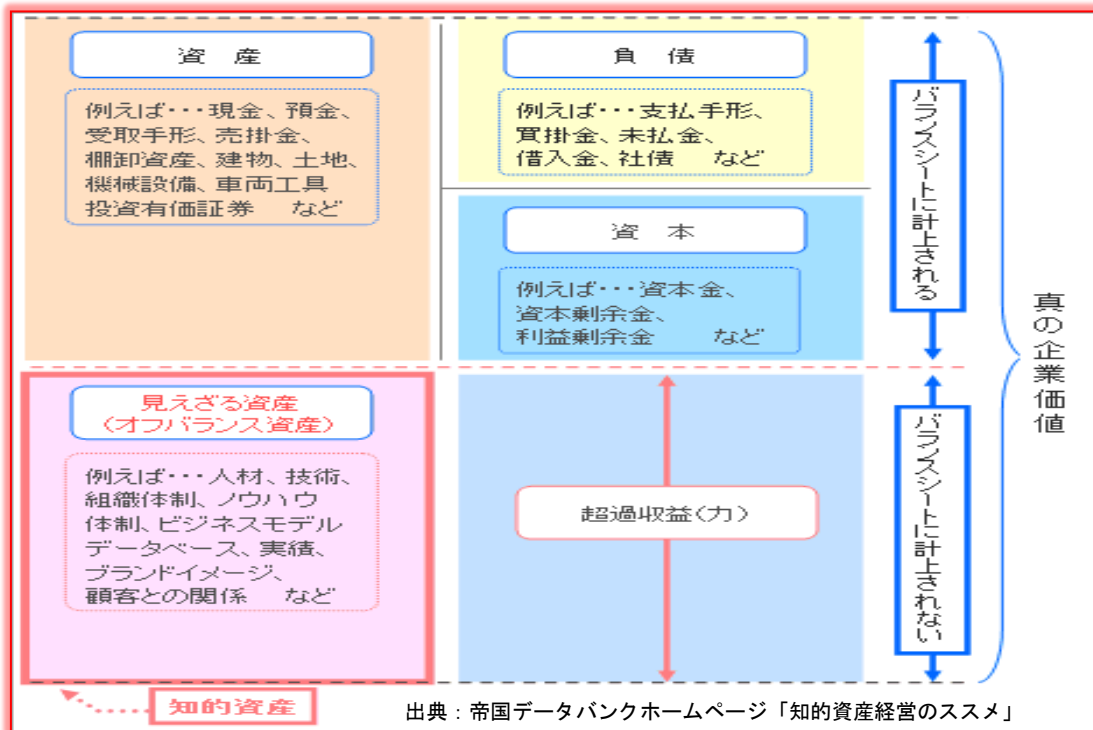 資 産
例えば・・・現金、預金、
受取手形、売掛金、
棚卸資産、建物、土地、
機械設備、車両工具
投資有価証券 など
負 債
例えば・・・支払手形、
買掛金、未払金、
借入金、社債 など
資 本
例えば・・・資本金、
資本剰余金、
利益剰余金 など
バランスシートに計上される
見えざる資産
(オフバランス資産)
例えば・・・人材、技術、
組織体制、ノウハウ
体制、ビジネスモデル
データベース、実績、
ブランドイメージ、
顧客との関係 など
超過収益(力)
バランスシートに計上されない
真の企業価値
知的資産
出典：帝国データバンクホームページ「知的資産経営のススメ」